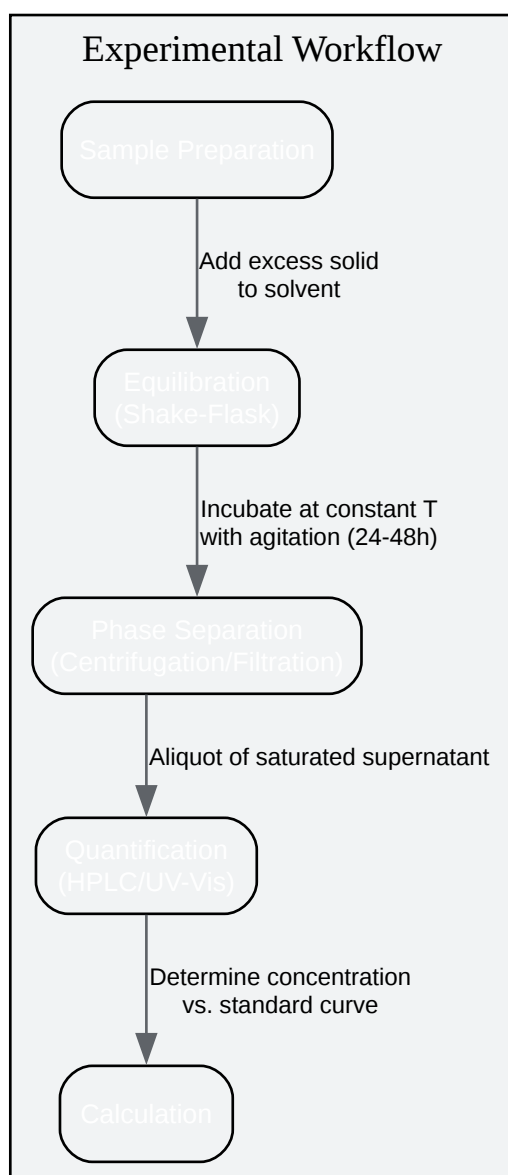 Experimental Workflow
Sample Preparation
Add excess solid
to solvent
Equilibration
(Shake-Flask)
Incubate at constant T
with agitation (24-48h)
Phase Separation
(Centrifugation/Filtration)
Aliquot of saturated supernatant
Quantification
(HPLC/UV-Vis)
Determine concentration
vs. standard curve
Calculation